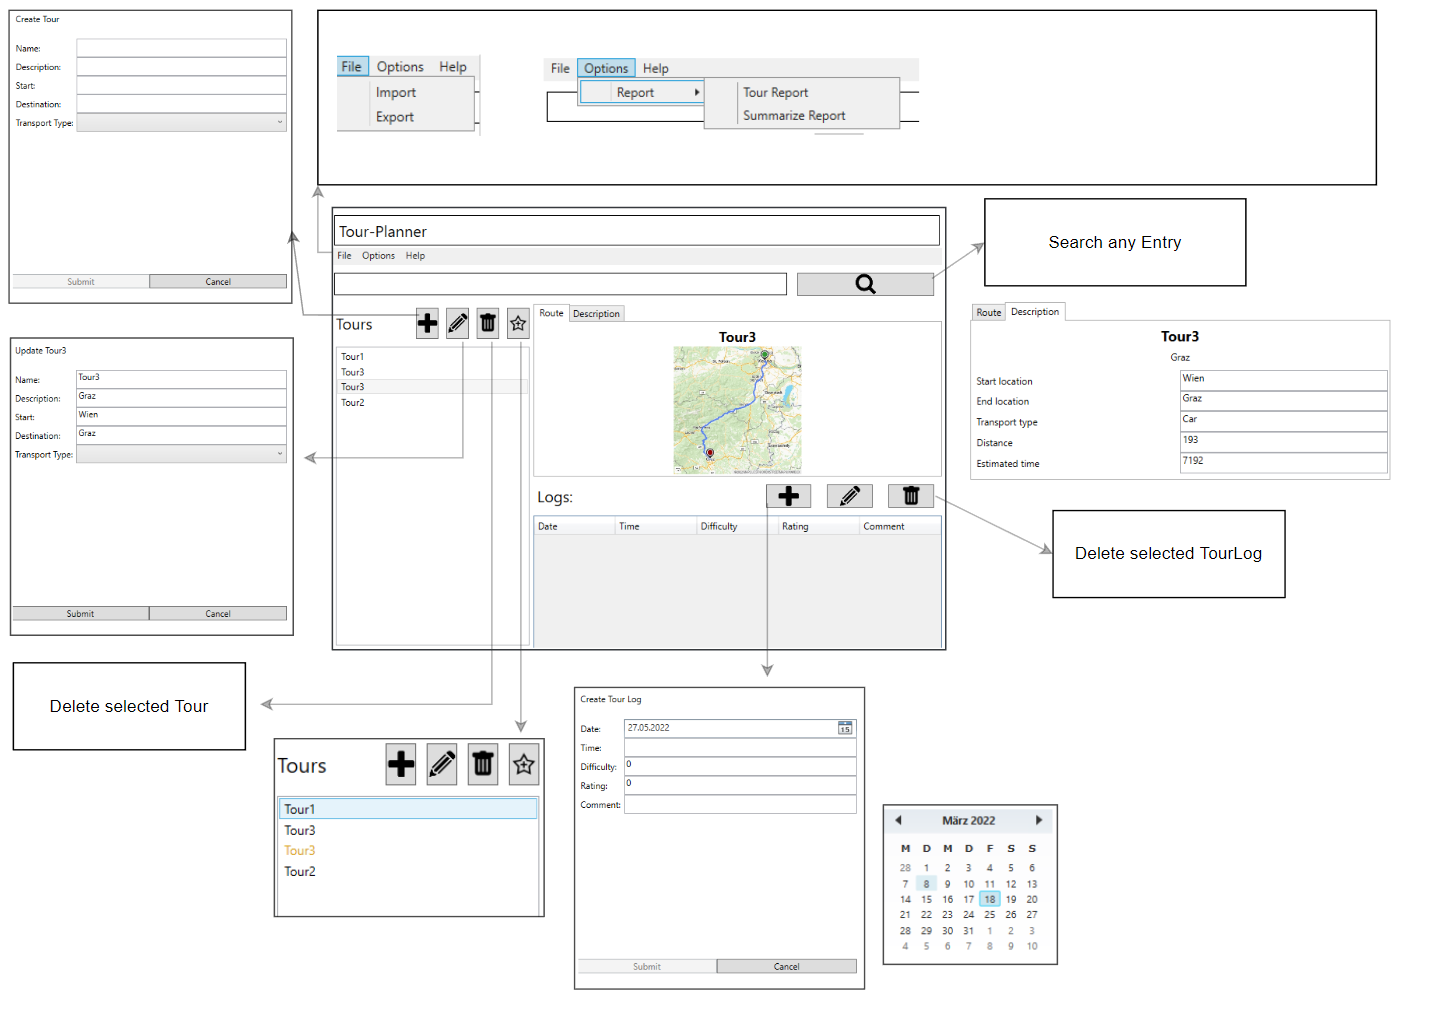 Create Tour
Name:
Description:
Start:
Destination:
Transport Type:
Submit Cancel
File Options Help
Import
Export
File Options Help
Report
Tour Report
Summarize Report
Tour-Planner
File Options Help
Search any Entry
Tours
Tour1
Tour3
Tour3
Tour2
Route Description
Tour3
Logs:
Date Time Difficulty Rating Comment
Route Description
Tour3
Graz
Start location Wien
End location Graz
Transport type Car
Distance 193
Estimated time 7192
Update Tour3
Name: Tour3
Description: Graz
Start: Wien
Destination: Graz
Transport Type:
Submit Cancel
Delete selected TourLog
Delete selected Tour
Tours
Tour1
Tour3
Tour3
Tour2
Create Tour Log
Date: 27.05.2022 15
Time:
Difficulty: 0
Rating: 0
Comment:
Submit Cancel
März 2022
M D M D F S S
28 1 2 3 4 5 6
7 8 9 10 11 12 13
14 15 16 17 18 19 20
21 22 23 24 25 26 27
28 29 30 31 1 2 3
4 5 6 7 8 9 10